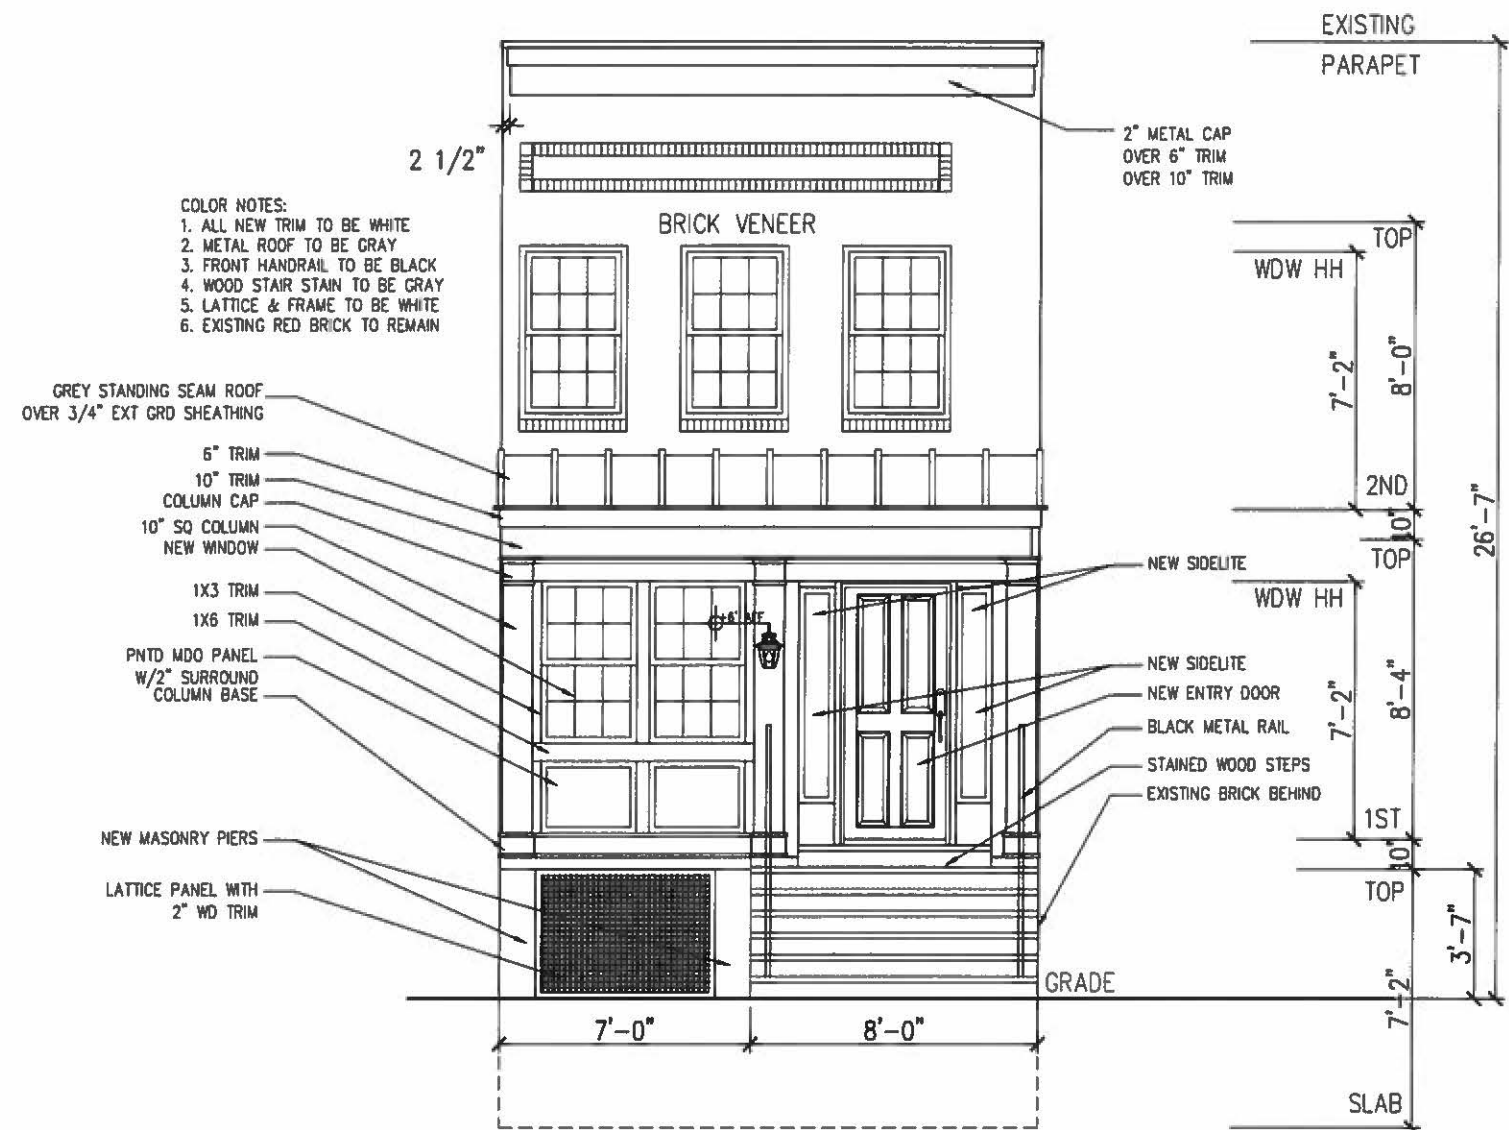 EXISTING
PARAPET
2" METAL CAP
OVER 6" TRIM
OVER 10" TRIM
2 1/2"
COLOR NOTES:
1. ALL NEW TRIM TO BE WHITE
2. METAL ROOF TO BE GRAY
3. FRONT HANDRAIL TO BE BLACK
4. WOOD STAIR STAIN TO BE GRAY
5. LATTICE & FRAME TO BE WHITE
6. EXISTING RED BRICK TO REMAIN
BRICK VENEER
TOP
WDW HH
7'-2"
8'-0"
2ND
10"
26'-7"
GREY STANDING SEAM ROOF
OVER 3/4" EXT GRD SHEATHING
6" TRIM
10" TRIM
COLUMN CAP
10" SQ COLUMN
NEW WINDOW
1X3 TRIM
1X6 TRIM
PNTD MDO PANEL
W/2" SURROUND
COLUMN BASE
NEW MASONRY PIERS
LATTICE PANEL WITH
2" WD TRIM
+6' AFF
NEW SIDELITE
NEW SIDELITE
NEW ENTRY DOOR
BLACK METAL RAIL
STAINED WOOD STEPS
EXISTING BRICK BEHIND
TOP
WDW HH
7'-2"
8'-4"
1ST
10"
TOP
3'-7"
7'-2"
GRADE
7'-0"
8'-0"
SLAB